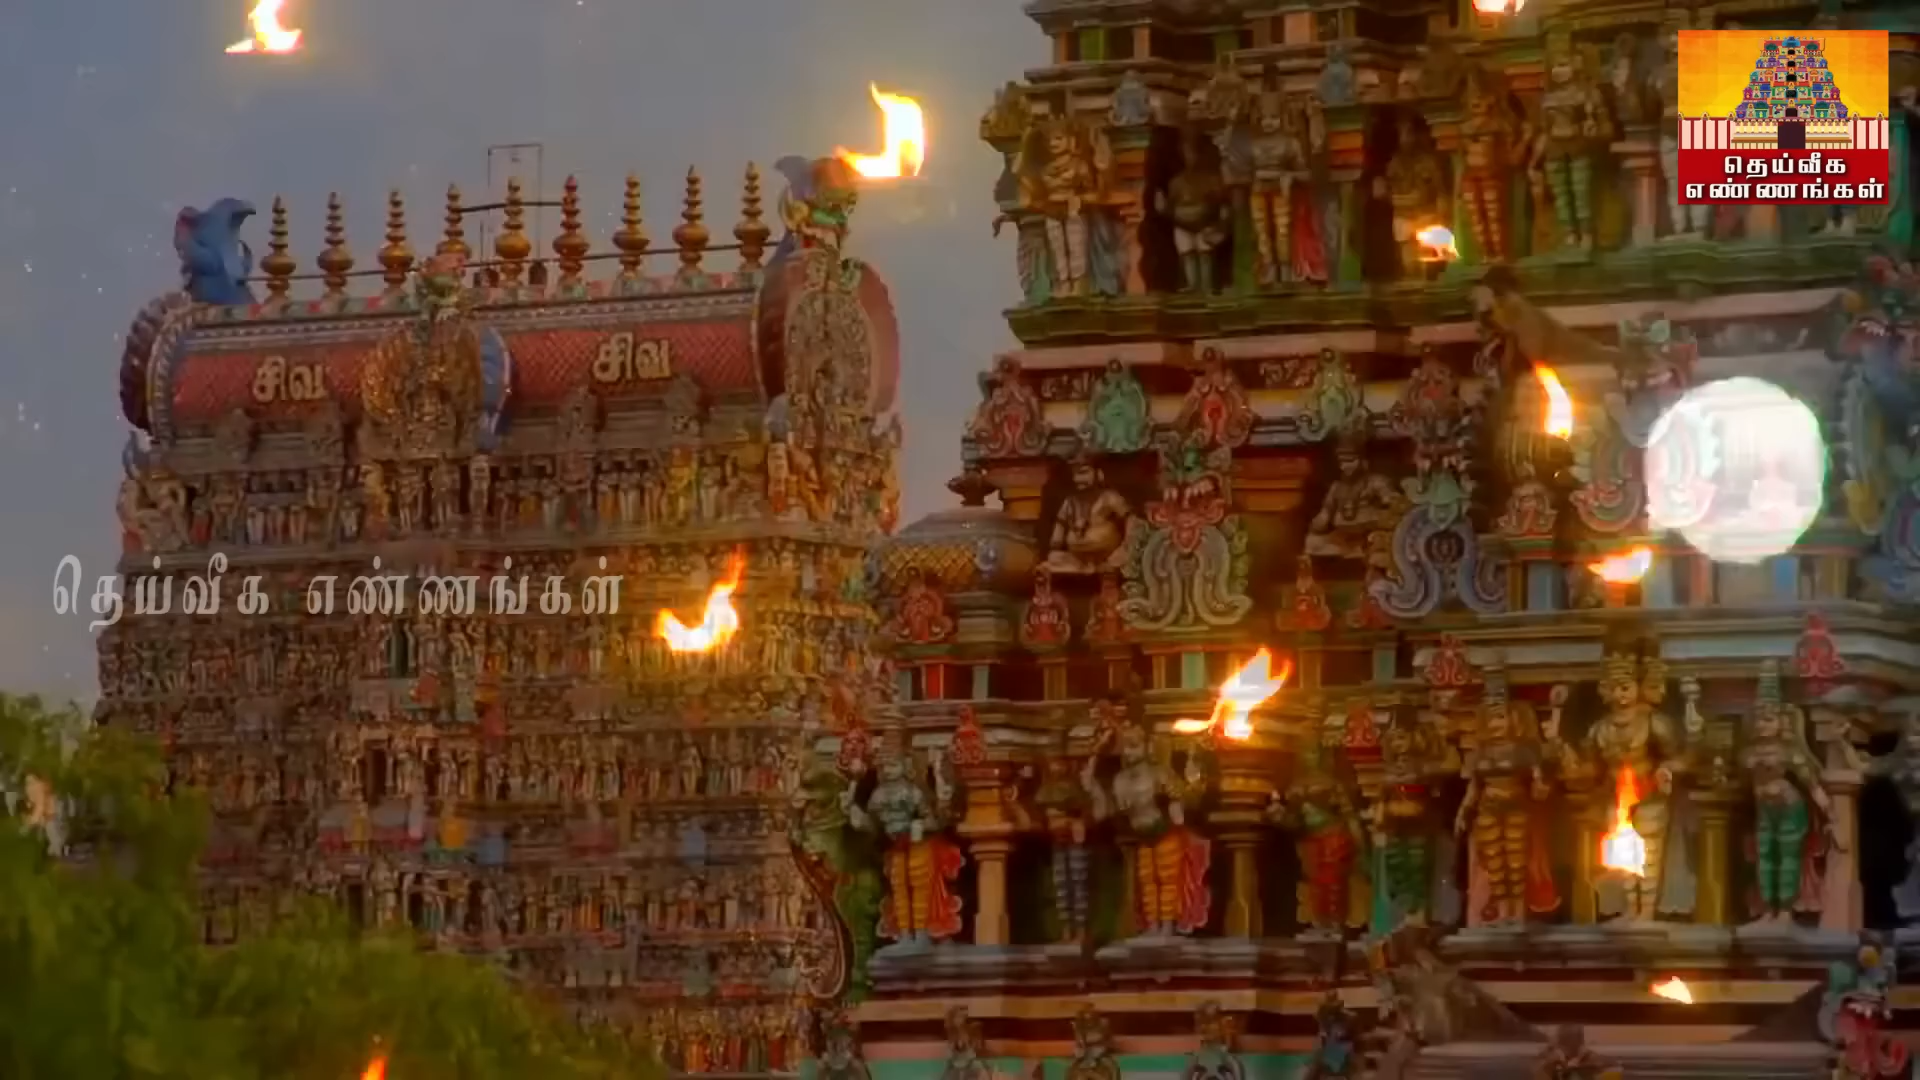 தெய்வீக
எண்ணங்கள்
சிவ சிவ
தெய்வீக எண்ணங்கள்